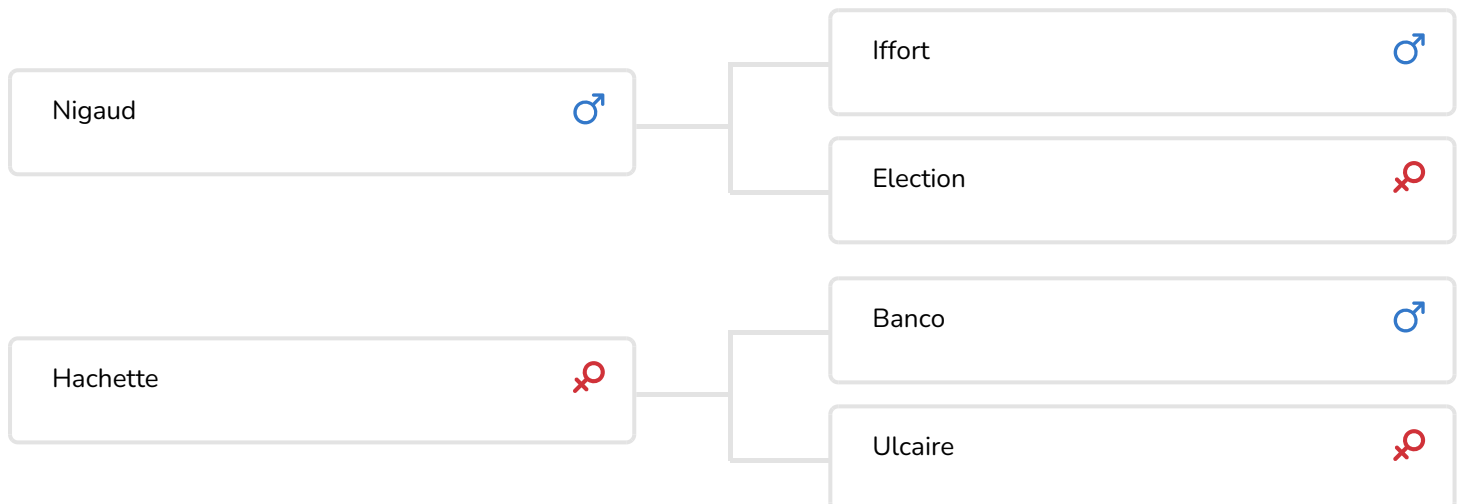 Iffort
Nigaud
Election
Banco
Hachette
Ulcaire